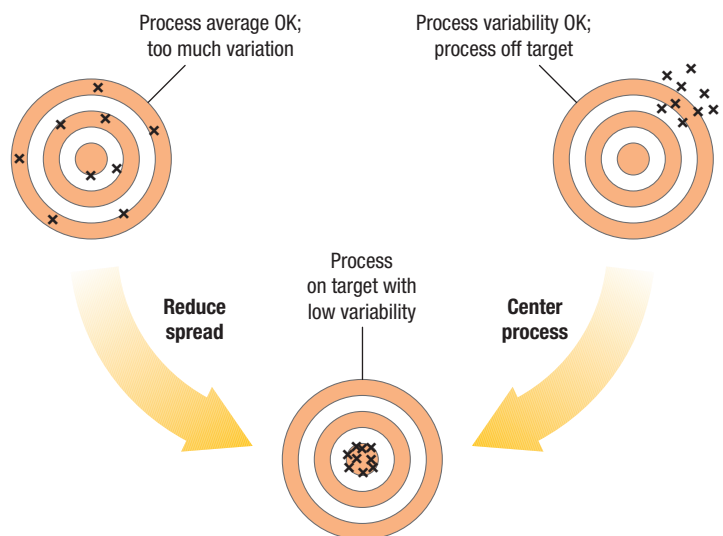 Process average OK;
too much variation
Process variability OK;
process off target
Process
on target with
low variability
Reduce
spread
Center
process